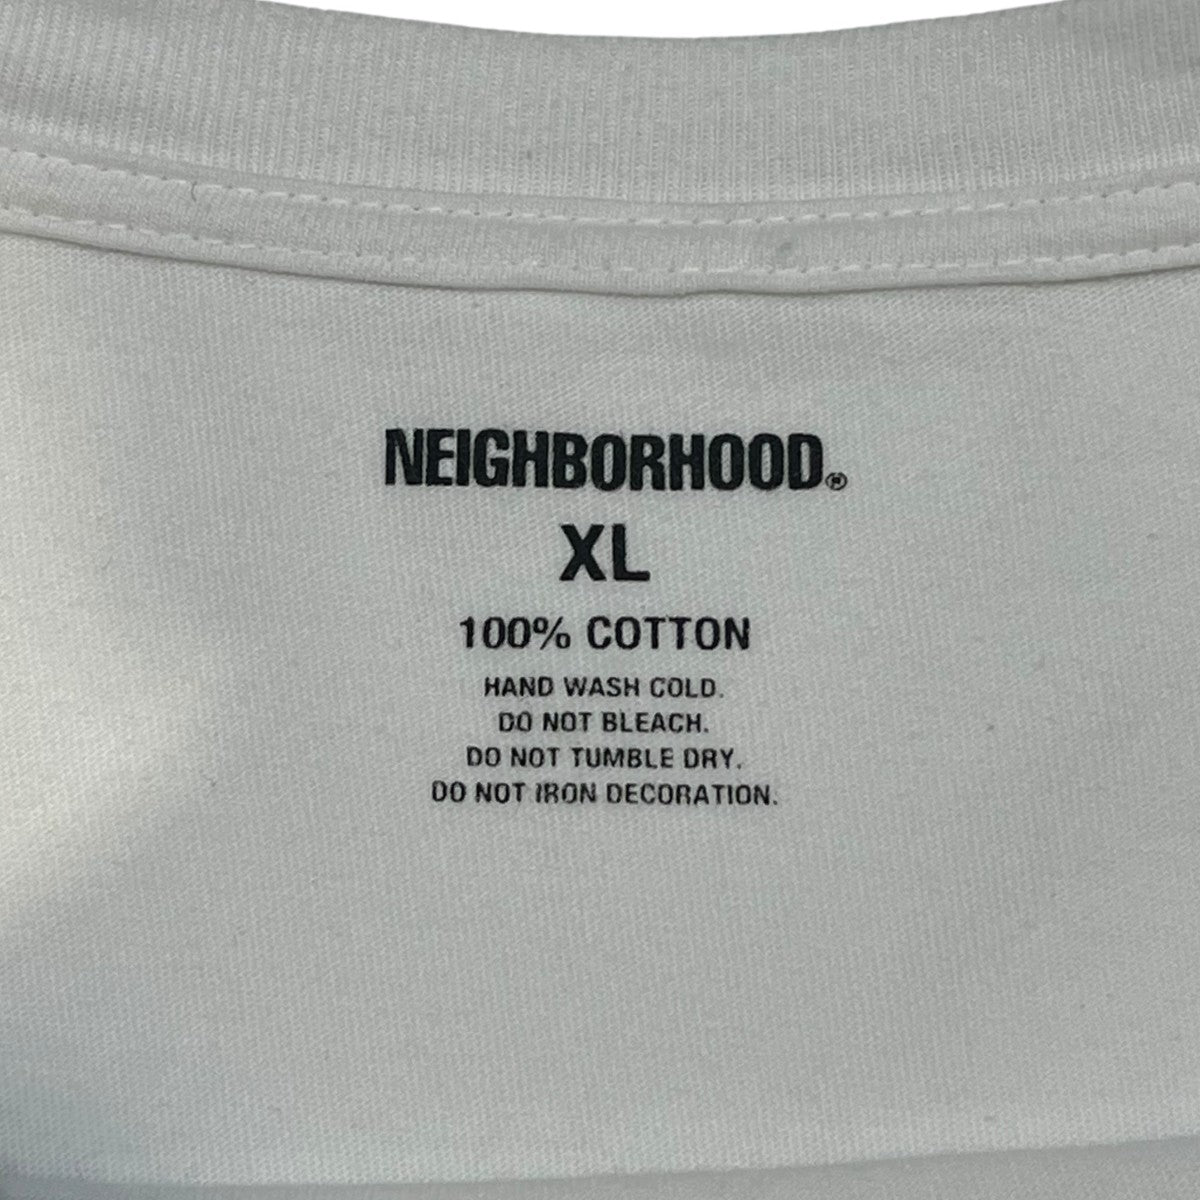 NEIGHBORHOOD®
XL
100% COTTON
HAND WASH COLD.
DO NOT BLEACH.
DO NOT TUMBLE DRY.
DO NOT IRON DECORATION.